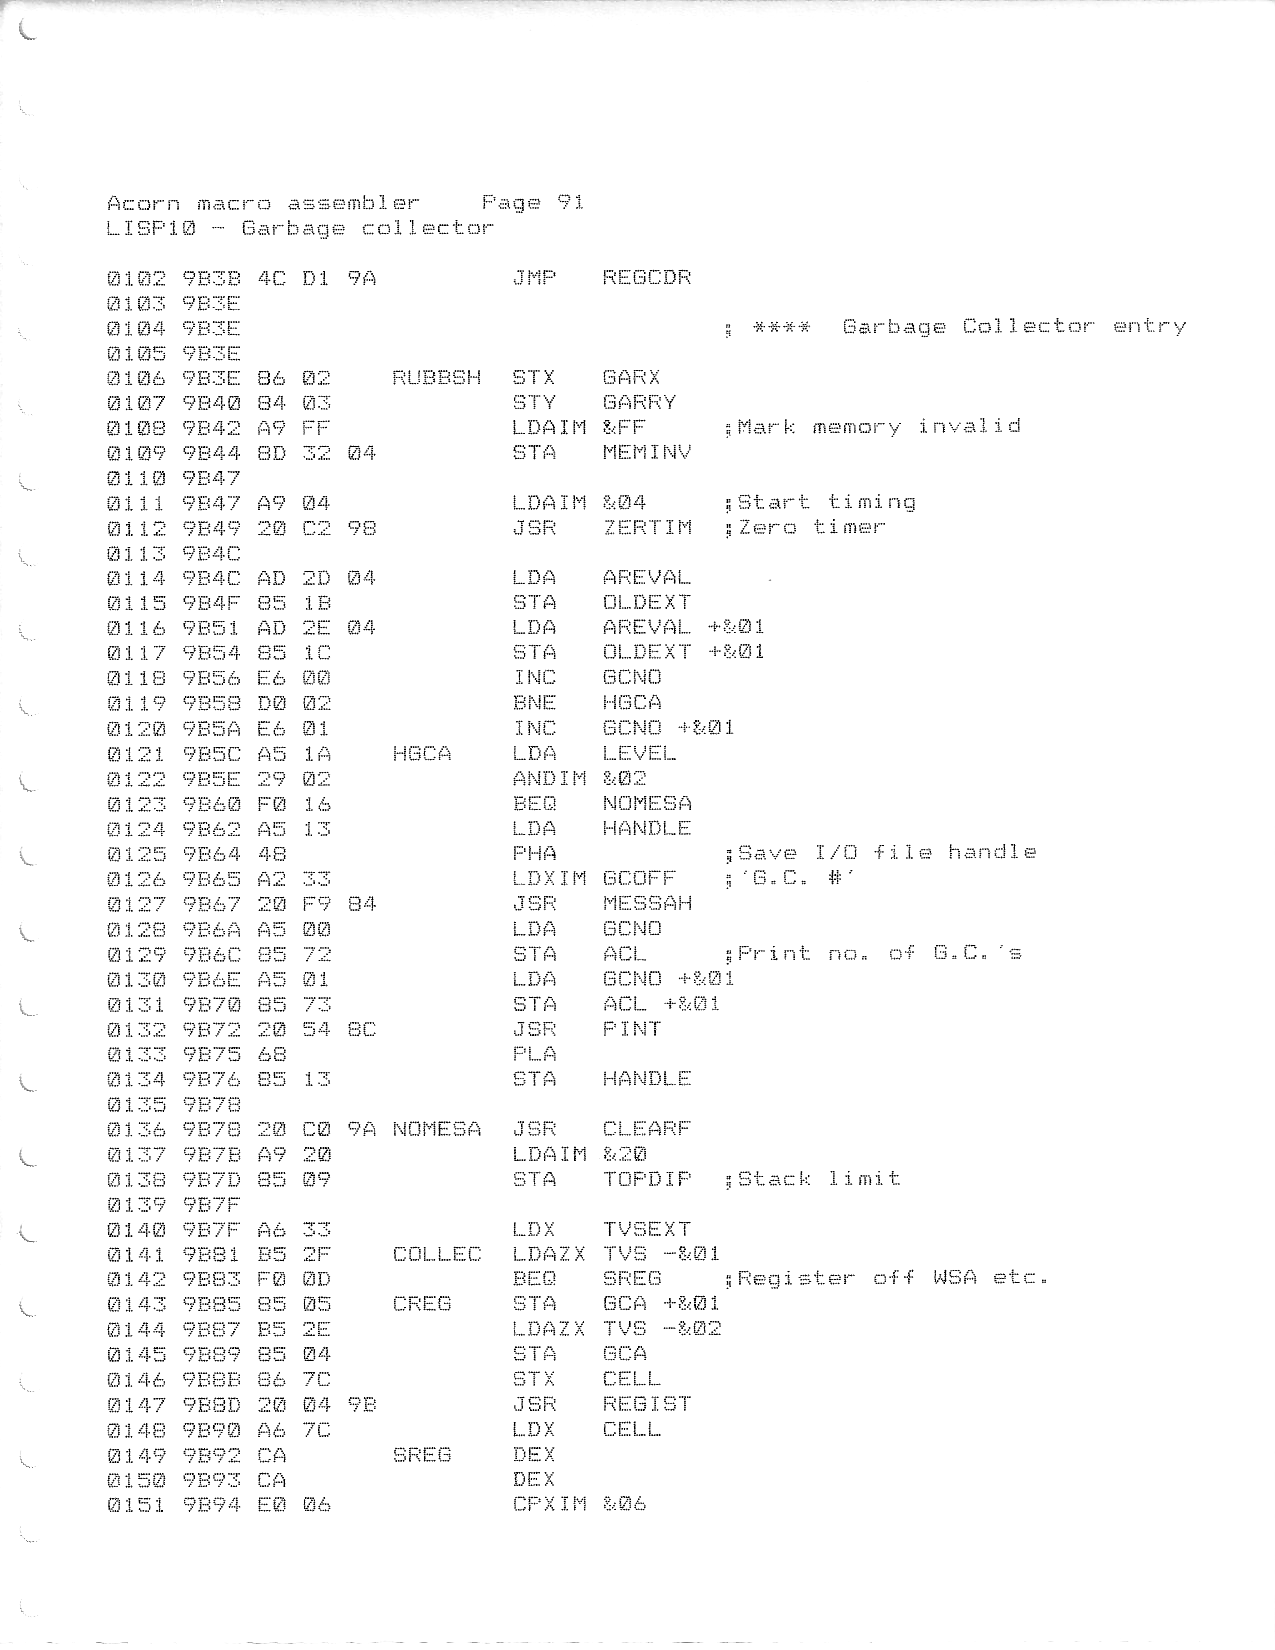 Acorn macro assembler    Page 91
LISP10 - Garbage collector
0102 9B3B 4C D1 9A         JMP   REGCDR
0103 9B3E
0104 9B3E                                ; ****  Garbage Collector entry
0105 9B3E
0106 9B3E 86 02    RUBBSH  STX   GARX
0107 9B40 84 03            STY   GARRY
0108 9B42 A9 FF            LDAIM &FF     ;Mark memory invalid
0109 9B44 8D 32 04         STA   MEMINV
0110 9B47
0111 9B47 A9 04            LDAIM &04     ;Start timing
0112 9B49 20 C2 98         JSR   ZERTIM  ;Zero timer
0113 9B4C
0114 9B4C AD 2D 04         LDA   AREVAL
0115 9B4F 85 1B            STA   OLDEXT
0116 9B51 AD 2E 04         LDA   AREVAL +&01
0117 9B54 85 1C            STA   OLDEXT +&01
0118 9B56 E6 00            INC   GCNO
0119 9B58 D0 02            BNE   HGCA
0120 9B5A E6 01            INC   GCNO +&01
0121 9B5C A5 1A    HGCA    LDA   LEVEL
0122 9B5E 29 02            ANDIM &02
0123 9B60 F0 16            BEQ   NOMESA
0124 9B62 A5 13            LDA   HANDLE
0125 9B64 48               PHA           ;Save I/O file handle
0126 9B65 A2 33            LDXIM GCOFF   ;'G.C. #'
0127 9B67 20 F9 84         JSR   MESSAH
0128 9B6A A5 00            LDA   GCNO
0129 9B6C 85 72            STA   ACL     ;Print no. of G.C.'s
0130 9B6E A5 01            LDA   GCNO +&01
0131 9B70 85 73            STA   ACL +&01
0132 9B72 20 54 8C         JSR   PINT
0133 9B75 68               PLA
0134 9B76 85 13            STA   HANDLE
0135 9B78
0136 9B78 20 C0 9A NOMESA  JSR   CLEARF
0137 9B7B A9 20            LDAIM &20
0138 9B7D 85 09            STA   TOPDIP  ;Stack limit
0139 9B7F
0140 9B7F A6 33            LDX   TVSEXT
0141 9B81 B5 2F    COLLEC  LDAZX TVS -&01
0142 9B83 F0 0D            BEQ   SREG    ;Register off WSA etc.
0143 9B85 85 05    CREG    STA   GCA +&01
0144 9B87 B5 2E            LDAZX TVS -&02
0145 9B89 85 04            STA   GCA
0146 9B8B 86 7C            STX   CELL
0147 9B8D 20 04 9B         JSR   REGIST
0148 9B90 A6 7C            LDX   CELL
0149 9B92 CA       SREG    DEX
0150 9B93 CA               DEX
0151 9B94 E0 06            CPXIM &06